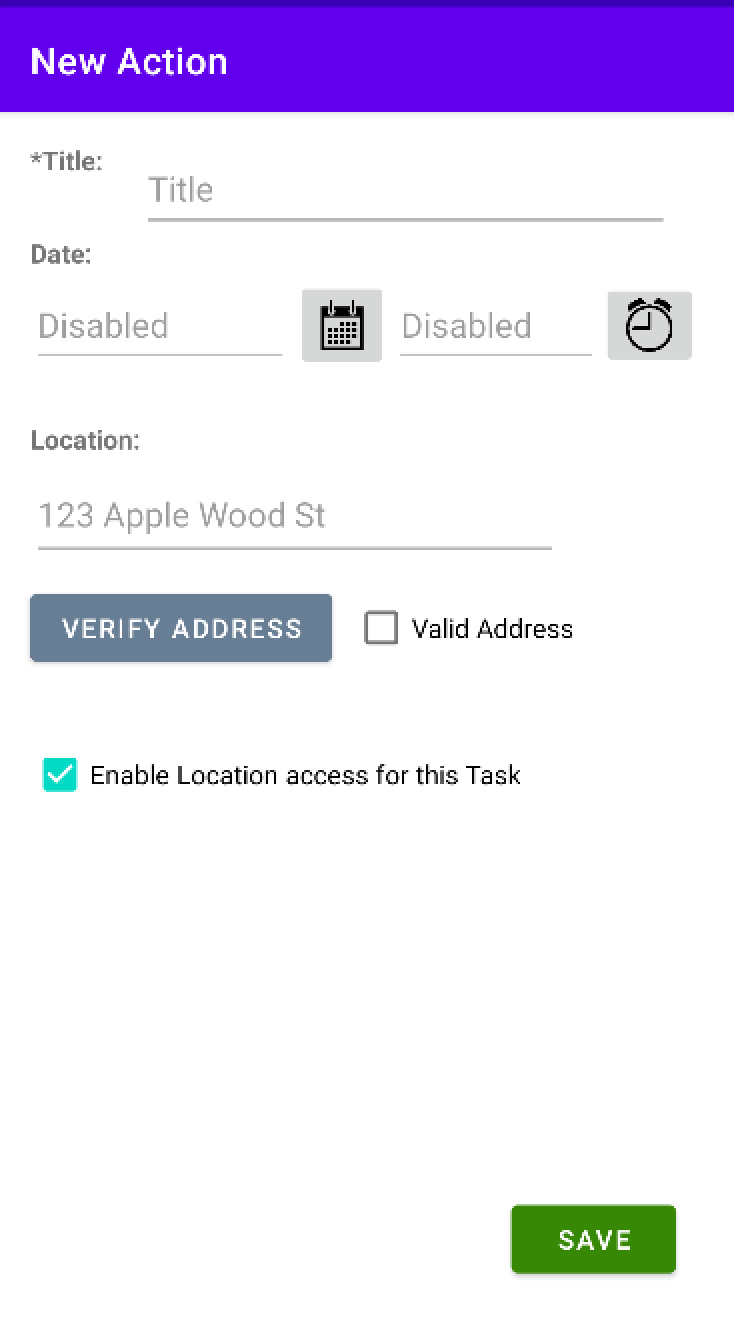 New Action
*Title:
Title
Date:
Disabled Disabled
Location:
123 Apple Wood St
VERIFY ADDRESS Valid Address
Enable Location access for this Task
SAVE